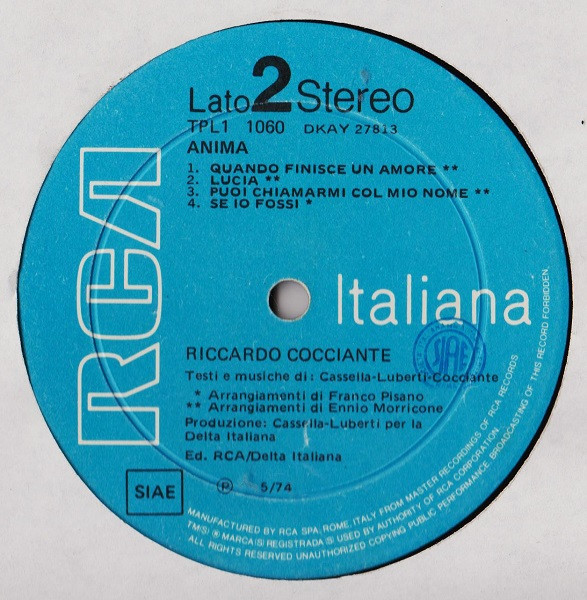 Lato 2 Stereo
TPL1 1060 DKAY 27813
ANIMA
1. QUANDO FINISCE UN AMORE **
2. LUCIA **
3. PUOI CHIAMARMI COL MIO NOME **
4. SE IO FOSSI *
RCA Italiana
SIAE
RICCARDO COCCIANTE
Testi e musiche di: Cassella-Luberti-Cocciante
* Arrangiamenti di Franco Pisano
** Arrangiamenti di Ennio Morricone
Produzione: Cassella-Luberti per la
Delta Italiana
Ed. RCA/Delta Italiana
SIAE
Ⓟ 5/74
MANUFACTURED BY RCA SPA, ROME, ITALY FROM MASTER RECORDINGS OF RCA RECORDS
TM(S) ® MARCA(S) REGISTRADA(S) USED BY AUTHORITY OF RCA CORPORATION
ALL RIGHTS RESERVED UNAUTHORIZED COPYING PUBLIC PERFORMANCE BROADCASTING OF THIS RECORD FORBIDDEN.